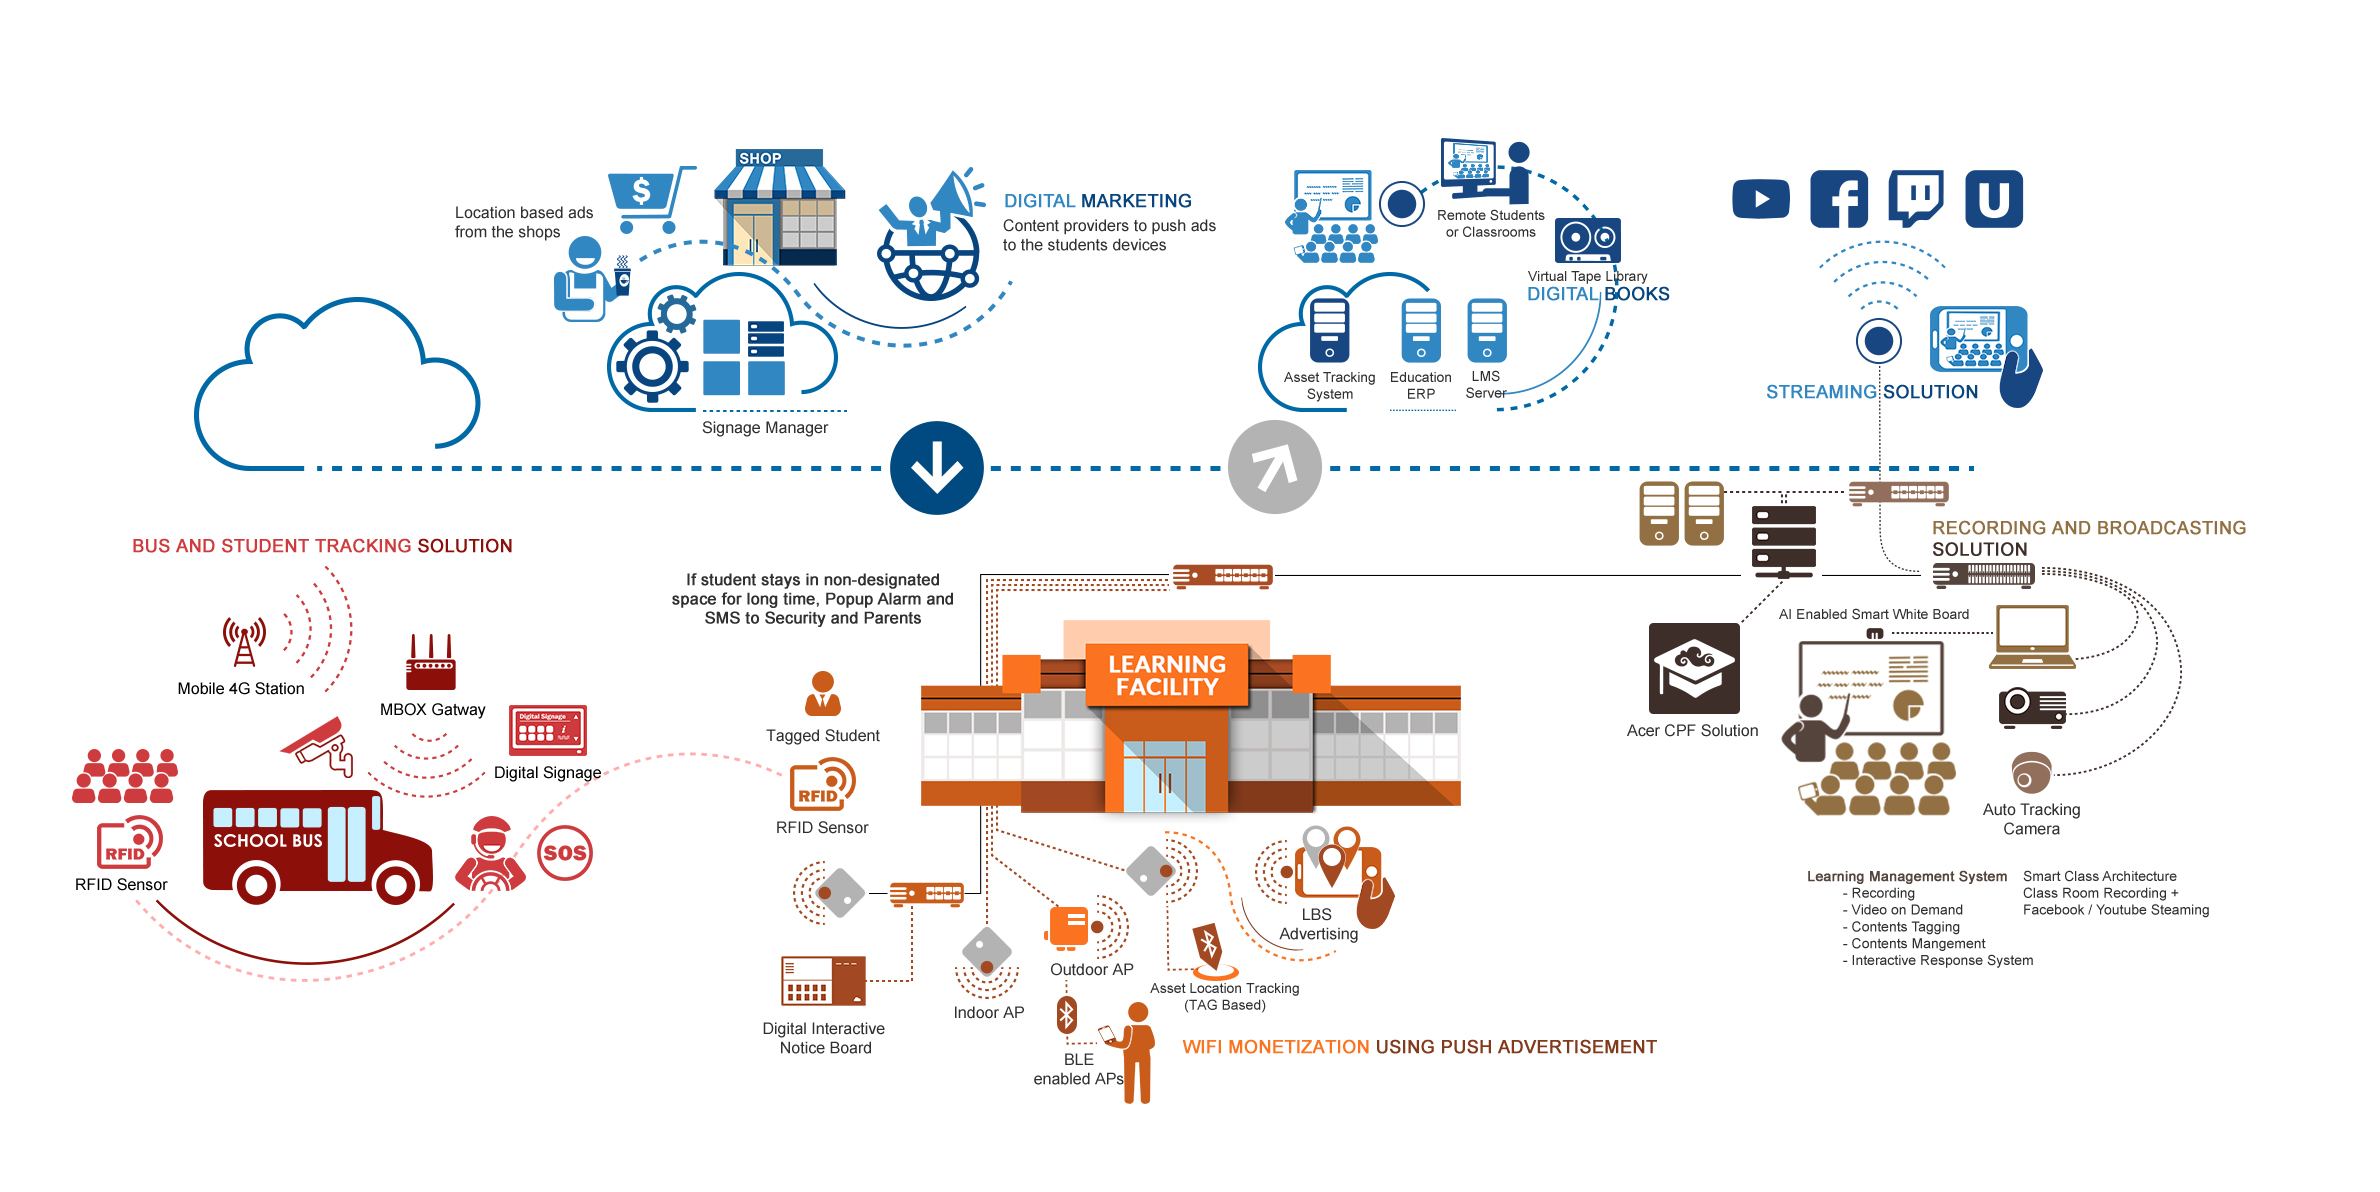 SHOP
$
Location based ads
from the shops
DIGITAL MARKETING
Content providers to push ads
to the students devices
Signage Manager
Remote Students
or Classrooms
Virtual Tape Library
DIGITAL BOOKS
Asset Tracking
System
Education
ERP
LMS
Server
f
U
STREAMING SOLUTION
BUS AND STUDENT TRACKING SOLUTION
Mobile 4G Station
MBOX Gatway
Digital Signage
i
Digital Signage
RFID
RFID Sensor
SCHOOL BUS
SOS
If student stays in non-designated
space for long time, Popup Alarm and
SMS to Security and Parents
Tagged Student
RFID
RFID Sensor
LEARNING
FACILITY
Digital Interactive
Notice Board
Indoor AP
Outdoor AP
BLE
enabled APs
Asset Location Tracking
(TAG Based)
LBS
Advertising
WIFI MONETIZATION USING PUSH ADVERTISEMENT
RECORDING AND BROADCASTING
SOLUTION
AI Enabled Smart White Board
Acer CPF Solution
Auto Tracking
Camera
Learning Management System
- Recording
- Video on Demand
- Contents Tagging
- Contents Mangement
- Interactive Response System
Smart Class Architecture
Class Room Recording +
Facebook / Youtube Steaming